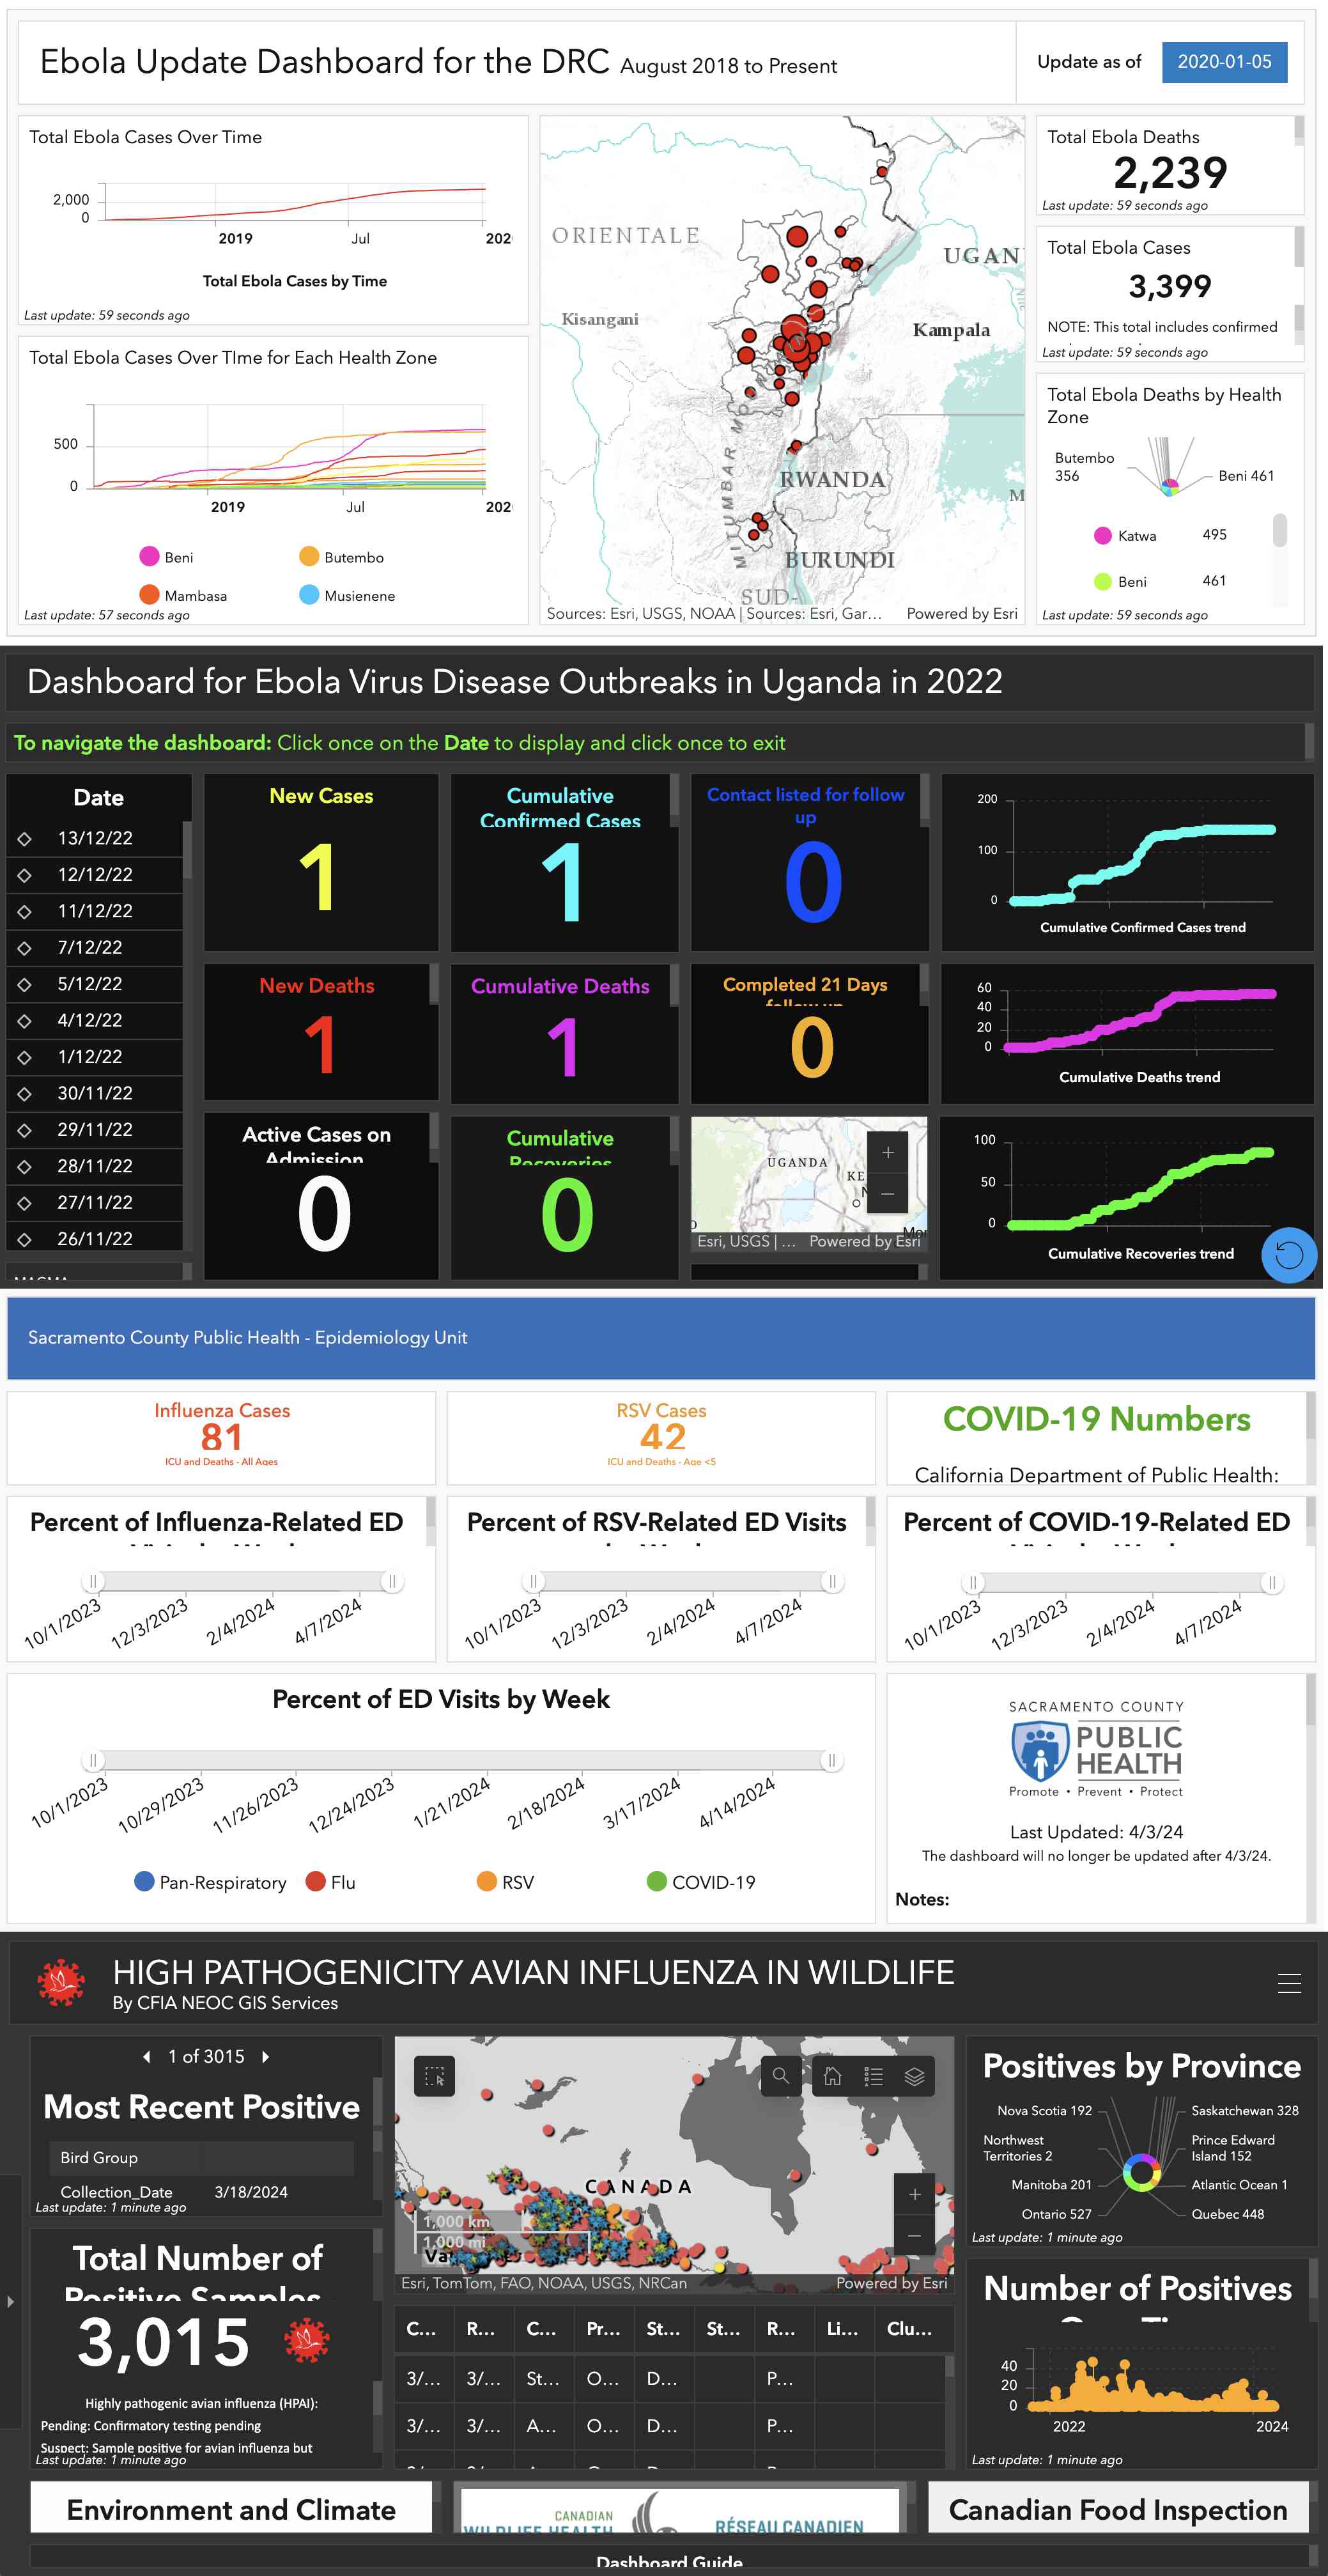 Ebola Update Dashboard for the DRC August 2018 to Present
Update as of 2020-01-05
Total Ebola Cases Over Time
2,000
0
2019 Jul 202
Total Ebola Cases by Time
Last update: 59 seconds ago
Total Ebola Cases Over TIme for Each Health Zone
500
0
2019 Jul 202
Beni Butembo
Mambasa Musienene
Last update: 57 seconds ago
ORIENTALE
UGAN
Kisangani
Kampala
RWANDA
M
MITUMBAR MO
BURUNDI
SUD-
Sources: Esri, USGS, NOAA | Sources: Esri, Gar... Powered by Esri
Total Ebola Deaths
2,239
Last update: 59 seconds ago
Total Ebola Cases
3,399
NOTE: This total includes confirmed
Last update: 59 seconds ago
Total Ebola Deaths by Health
Zone
Butembo
356
Beni 461
Katwa 495
Beni 461
Last update: 59 seconds ago
Dashboard for Ebola Virus Disease Outbreaks in Uganda in 2022
To navigate the dashboard: Click once on the Date to display and click once to exit
Date
13/12/22
12/12/22
11/12/22
7/12/22
5/12/22
4/12/22
1/12/22
30/11/22
29/11/22
28/11/22
27/11/22
26/11/22
New Cases
1
Cumulative
Confirmed Cases
1
Contact listed for follow
up
0
200
100
0
Cumulative Confirmed Cases trend
New Deaths
1
Cumulative Deaths
1
Completed 21 Days
follow up
0
60
40
20
0
Cumulative Deaths trend
Active Cases on
Admission
0
Cumulative
Recoveries
0
UGANDA
KE
N
Mor
Esri, USGS | ... Powered by Esri
100
50
0
Cumulative Recoveries trend
Sacramento County Public Health - Epidemiology Unit
Influenza Cases
81
ICU and Deaths - All Ages
RSV Cases
42
ICU and Deaths - Age <5
COVID-19 Numbers
California Department of Public Health:
Percent of Influenza-Related ED
10/1/2023 12/3/2023 2/4/2024 4/7/2024
Percent of RSV-Related ED Visits
10/1/2023 12/3/2023 2/4/2024 4/7/2024
Percent of COVID-19-Related ED
10/1/2023 12/3/2023 2/4/2024 4/7/2024
Percent of ED Visits by Week
10/1/2023 10/29/2023 11/26/2023 12/24/2023 1/21/2024 2/18/2024 3/17/2024 4/14/2024
Pan-Respiratory Flu RSV COVID-19
SACRAMENTO COUNTY
PUBLIC
HEALTH
Promote • Prevent • Protect
Last Updated: 4/3/24
The dashboard will no longer be updated after 4/3/24.
Notes:
HIGH PATHOGENICITY AVIAN INFLUENZA IN WILDLIFE
By CFIA NEOC GIS Services
1 of 3015
Most Recent Positive
Bird Group
Collection_Date 3/18/2024
Last update: 1 minute ago
Total Number of
Positive Samples
3,015
Highly pathogenic avian influenza (HPAI):
Pending: Confirmatory testing pending
Suspect: Sample positive for avian influenza but
Last update: 1 minute ago
CANADA
1,000 km
1,000 mi
Va
Esri, TomTom, FAO, NOAA, USGS, NRCan Powered by Esri
C... R... C... Pr... St... St... R... Li... Clu...
3/... 3/... St... O... D... P...
3/... 3/... A... O... D... P...
Positives by Province
Nova Scotia 192
Saskatchewan 328
Northwest
Territories 2
Prince Edward
Island 152
Manitoba 201
Atlantic Ocean 1
Ontario 527
Quebec 448
Last update: 1 minute ago
Number of Positives
40
20
0
2022 2024
Last update: 1 minute ago
Environment and Climate
CANADIAN
WILDLIFE HEALTH
RÉSEAU CANADIEN
Canadian Food Inspection
Dashboard Guide